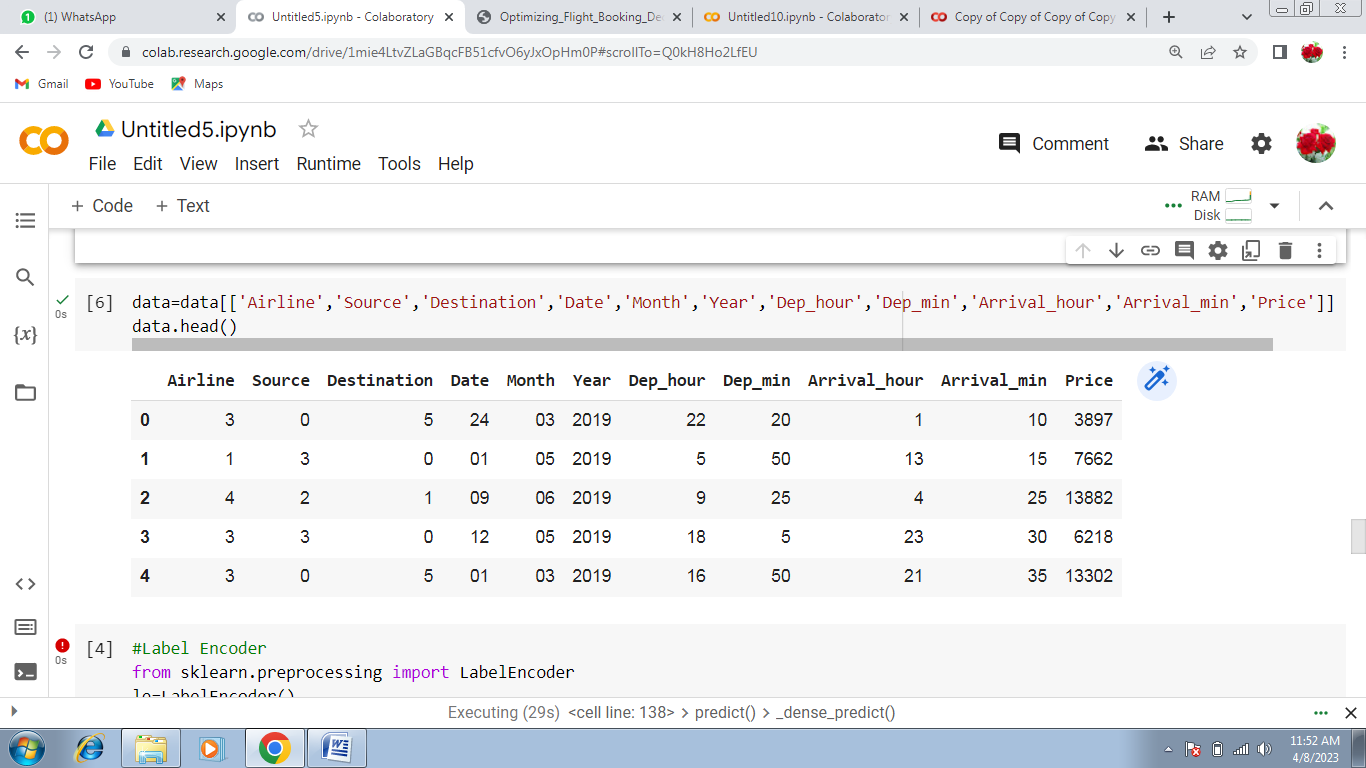 (1) WhatsApp
Untitled5.ipynb - Colaboratory
Optimizing_Flight_Booking_De
Untitled10.ipynb - Colaborator
Copy of Copy of Copy of Copy
colab.research.google.com/drive/1mie4LtvZLaGBqcFB51cfvO6yJxOpHm0P#scrollTo=Q0kH8Ho2LfEU
Gmail YouTube Maps
Untitled5.ipynb
Comment Share
File Edit View Insert Runtime Tools Help
+ Code + Text
RAM
Disk
[6] data=data[['Airline','Source','Destination','Date','Month','Year','Dep_hour','Dep_min','Arrival_hour','Arrival_min','Price']]
0s
data.head()
{x}
Airline Source Destination Date Month Year Dep_hour Dep_min Arrival_hour Arrival_min Price
0 3 0 5 24 03 2019 22 20 1 10 3897
1 1 3 0 01 05 2019 5 50 13 15 7662
2 4 2 1 09 06 2019 9 25 4 25 13882
3 3 3 0 12 05 2019 18 5 23 30 6218
4 3 0 5 01 03 2019 16 50 21 35 13302
[4] #Label Encoder
0s
from sklearn.preprocessing import LabelEncoder
le=LabelEncoder()
Executing (29s) <cell line: 138> > predict() > _dense_predict()
11:52 AM
4/8/2023